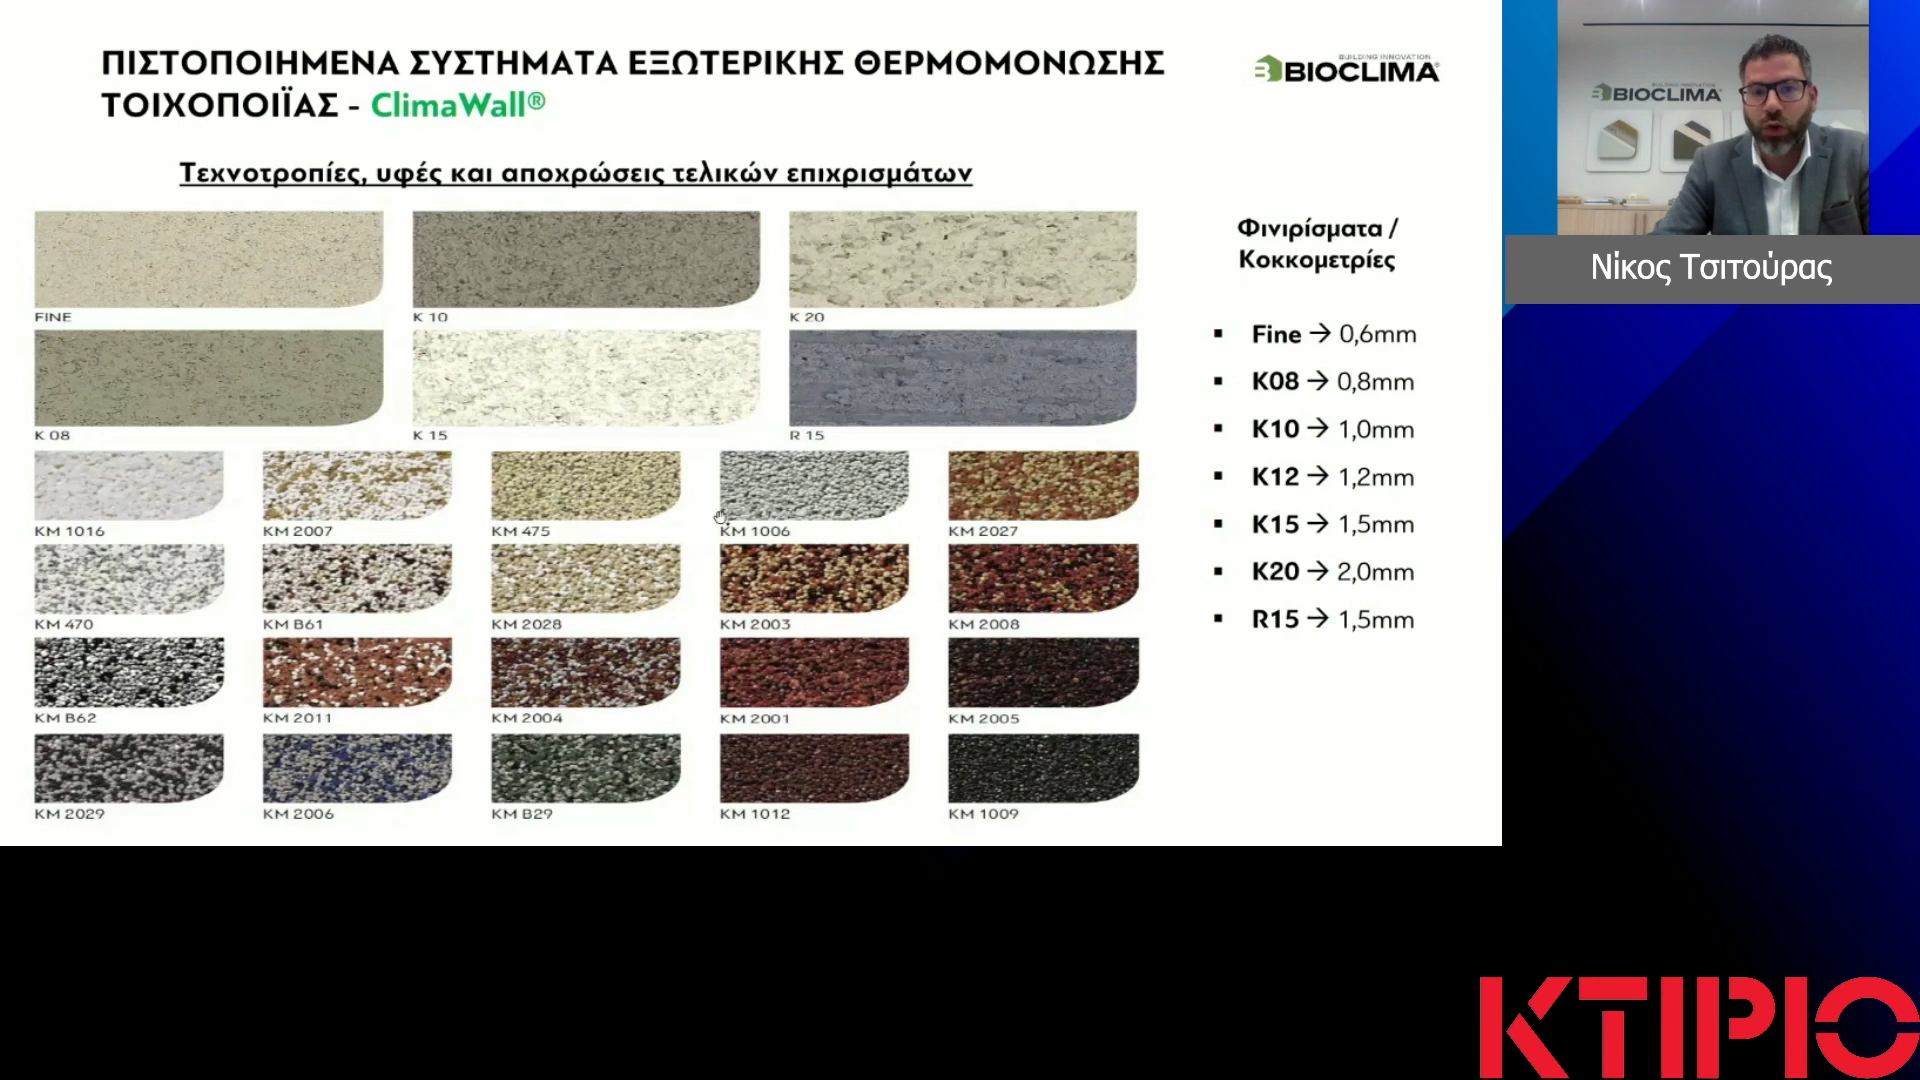 ΠΙΣΤΟΠΟΙΗΜΕΝΑ ΣΥΣΤΗΜΑΤΑ ΕΞΩΤΕΡΙΚΗΣ ΘΕΡΜΟΜΟΝΩΣΗΣ
ΤΟΙΧΟΠΟΙΪΑΣ - ClimaWall®
BUILDING INNOVATION
BIOCLIMA®
Τεχνοτροπίες, υφές και αποχρώσεις τελικών επιχρισμάτων
FINE
K 10
K 20
K 08
K 15
R 15
KM 1016
KM 2007
KM 475
KM 1006
KM 2027
KM 470
KM B61
KM 2028
KM 2003
KM 2008
KM B62
KM 2011
KM 2004
KM 2001
KM 2005
KM 2029
KM 2006
KM B29
KM 1012
KM 1009
Φινιρίσματα /
Κοκκομετρίες
▪ Fine → 0,6mm
▪ K08 → 0,8mm
▪ K10 → 1,0mm
▪ K12 → 1,2mm
▪ K15 → 1,5mm
▪ K20 → 2,0mm
▪ R15 → 1,5mm
BIOCLIMA
Νίκος Τσιτούρας
ΚΤΙΡΙΟ